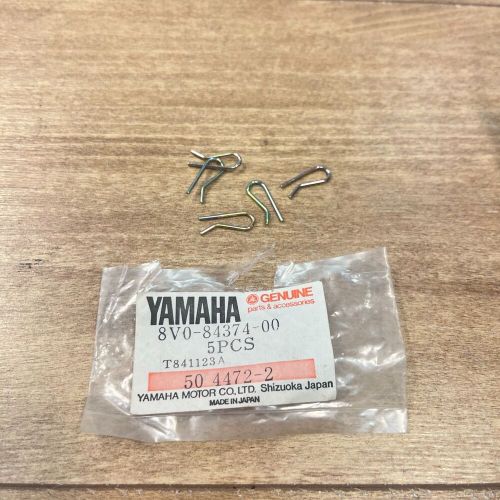 YAMAHA GENUINE
parts & accessories
8V0-84374-00
5PCS
T841123A
50 4472-2
YAMAHA MOTOR CO., LTD. Shizuoka Japan
MADE IN JAPAN